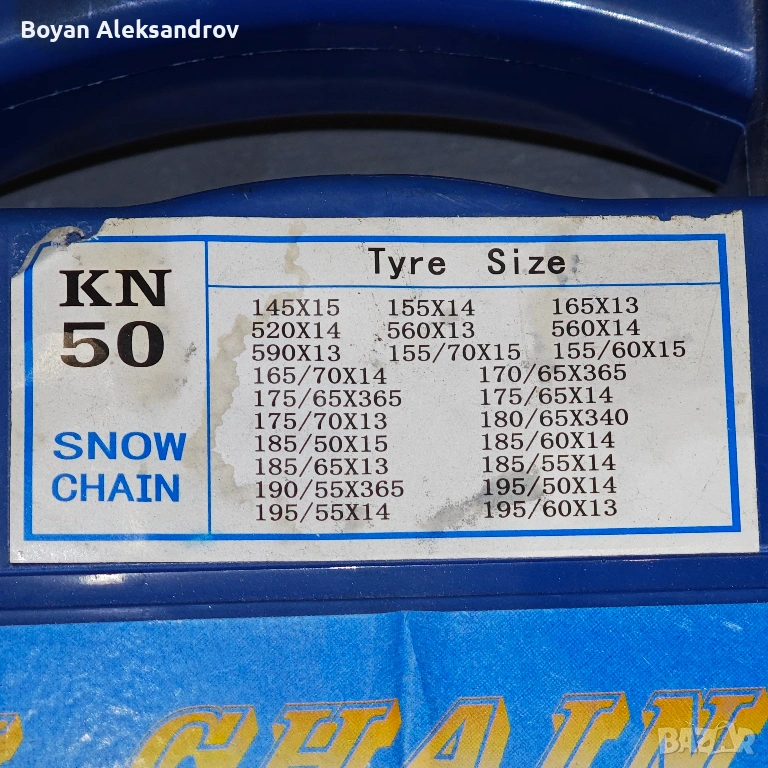 Boyan Aleksandrov
KN
50
SNOW
CHAIN
Tyre Size
145X15 155X14 165X13
520X14 560X13 560X14
590X13 155/70X15 155/60X15
165/70X14 170/65X365
175/65X365 175/65X14
175/70X13 180/65X340
185/50X15 185/60X14
185/65X13 185/55X14
190/55X365 195/50X14
195/55X14 195/60X13
CHAIN
BAZAR